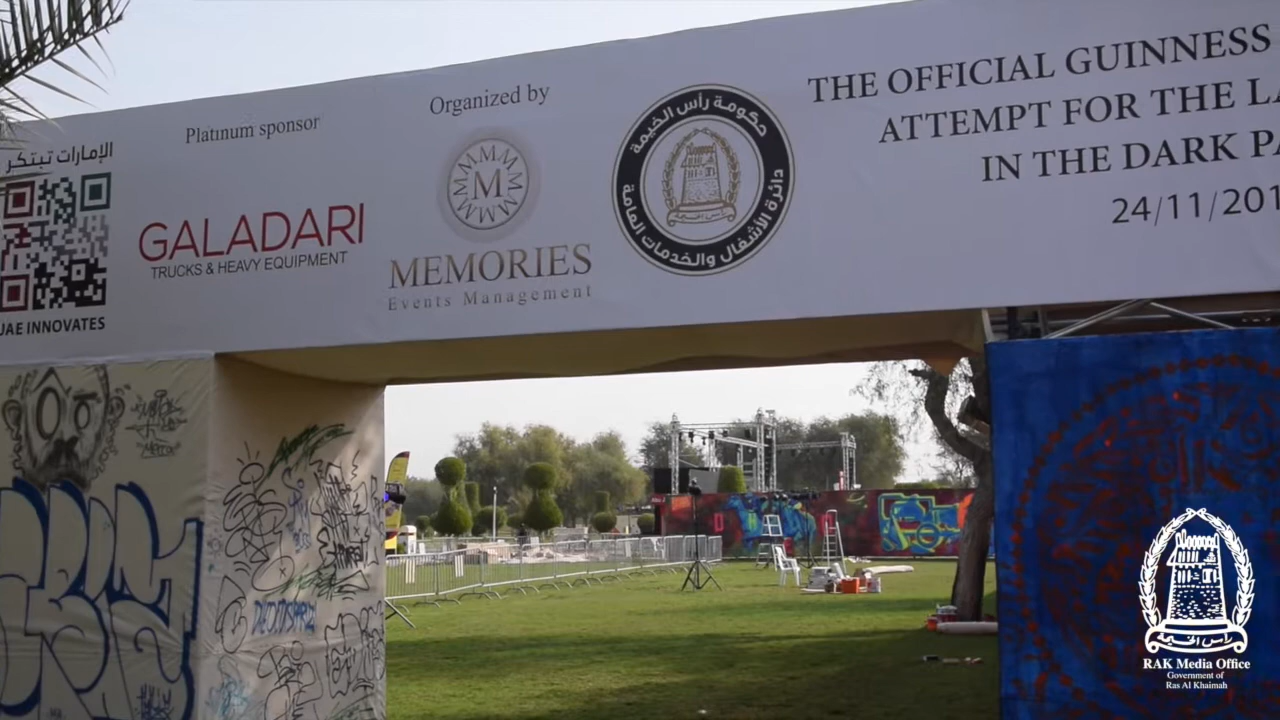 الإمارات تبتكر
UAE INNOVATES
Platinum sponsor
GALADARI
TRUCKS & HEAVY EQUIPMENT
Organized by
M
MEMORIES
Events Management
حكومة رأس الخيمة
دائرة الأشغال والخدمات العامة
THE OFFICIAL GUINNESS
ATTEMPT FOR THE LA
IN THE DARK PA
24/11/201
رأس الخيمة
RAK Media Office
Government of
Ras Al Khaimah